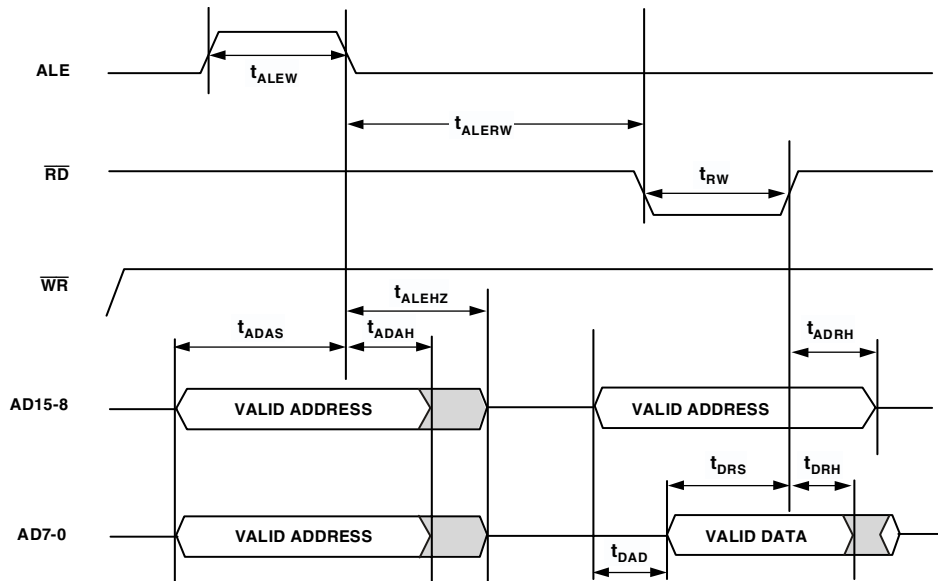 ALE
tALEW
tALERW
RD
tRW
WR
tALEHZ
tADAS
tADAH
tADRH
AD15-8
VALID ADDRESS
VALID ADDRESS
tDRS
tDRH
AD7-0
VALID ADDRESS
VALID DATA
tDAD